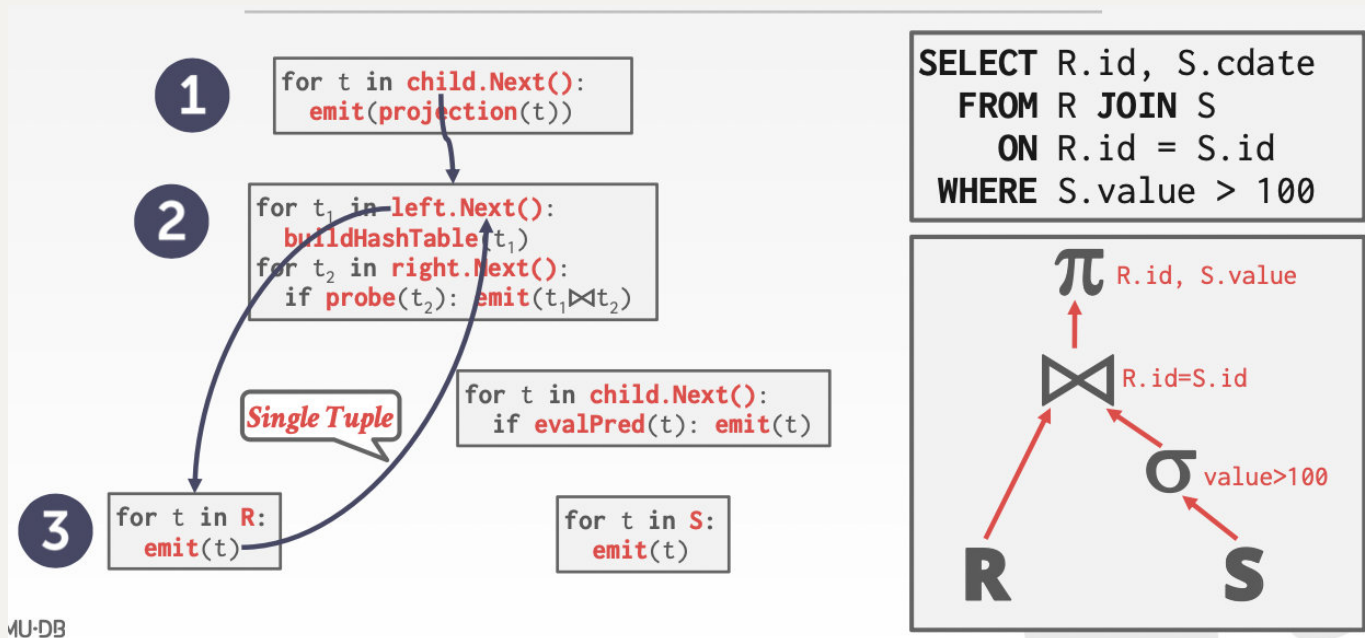 1
for t in child.Next():
emit(projection(t))
2
for t₁ in left.Next():
buildHashTable(t₁)
for t₂ in right.Next():
if probe(t₂): emit(t₁⨝t₂)
for t in child.Next():
if evalPred(t): emit(t)
Single Tuple
3
for t in R:
emit(t)
for t in S:
emit(t)
MU·DB
SELECT R.id, S.cdate
FROM R JOIN S
ON R.id = S.id
WHERE S.value > 100
π R.id, S.value
⨝ R.id=S.id
σ value>100
R S